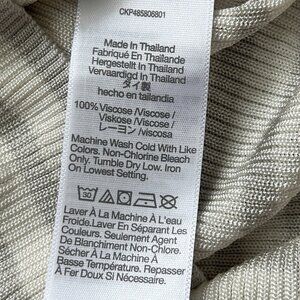 CKP485806801
Made In Thailand
Fabriqué En Thaïlande
Hergestellt In Thailand
Vervaardigd In Thailand
タイ製
hecho en tailandia
100% Viscose /Viscose /
Viskose /Viscose /
レーヨン /viscosa
Machine Wash Cold With Like
Colors. Non-Chlorine Bleach
Only. Tumble Dry Low. Iron
On Lowest Setting.
30
Laver À La Machine À L'eau
Froide.Laver En Séparant Les
Couleurs. Seulement Agent
De Blanchiment Non-Chlore.
Sécher À La Machine À
Basse Température. Repasser
À Fer Doux Si Nécessaire.